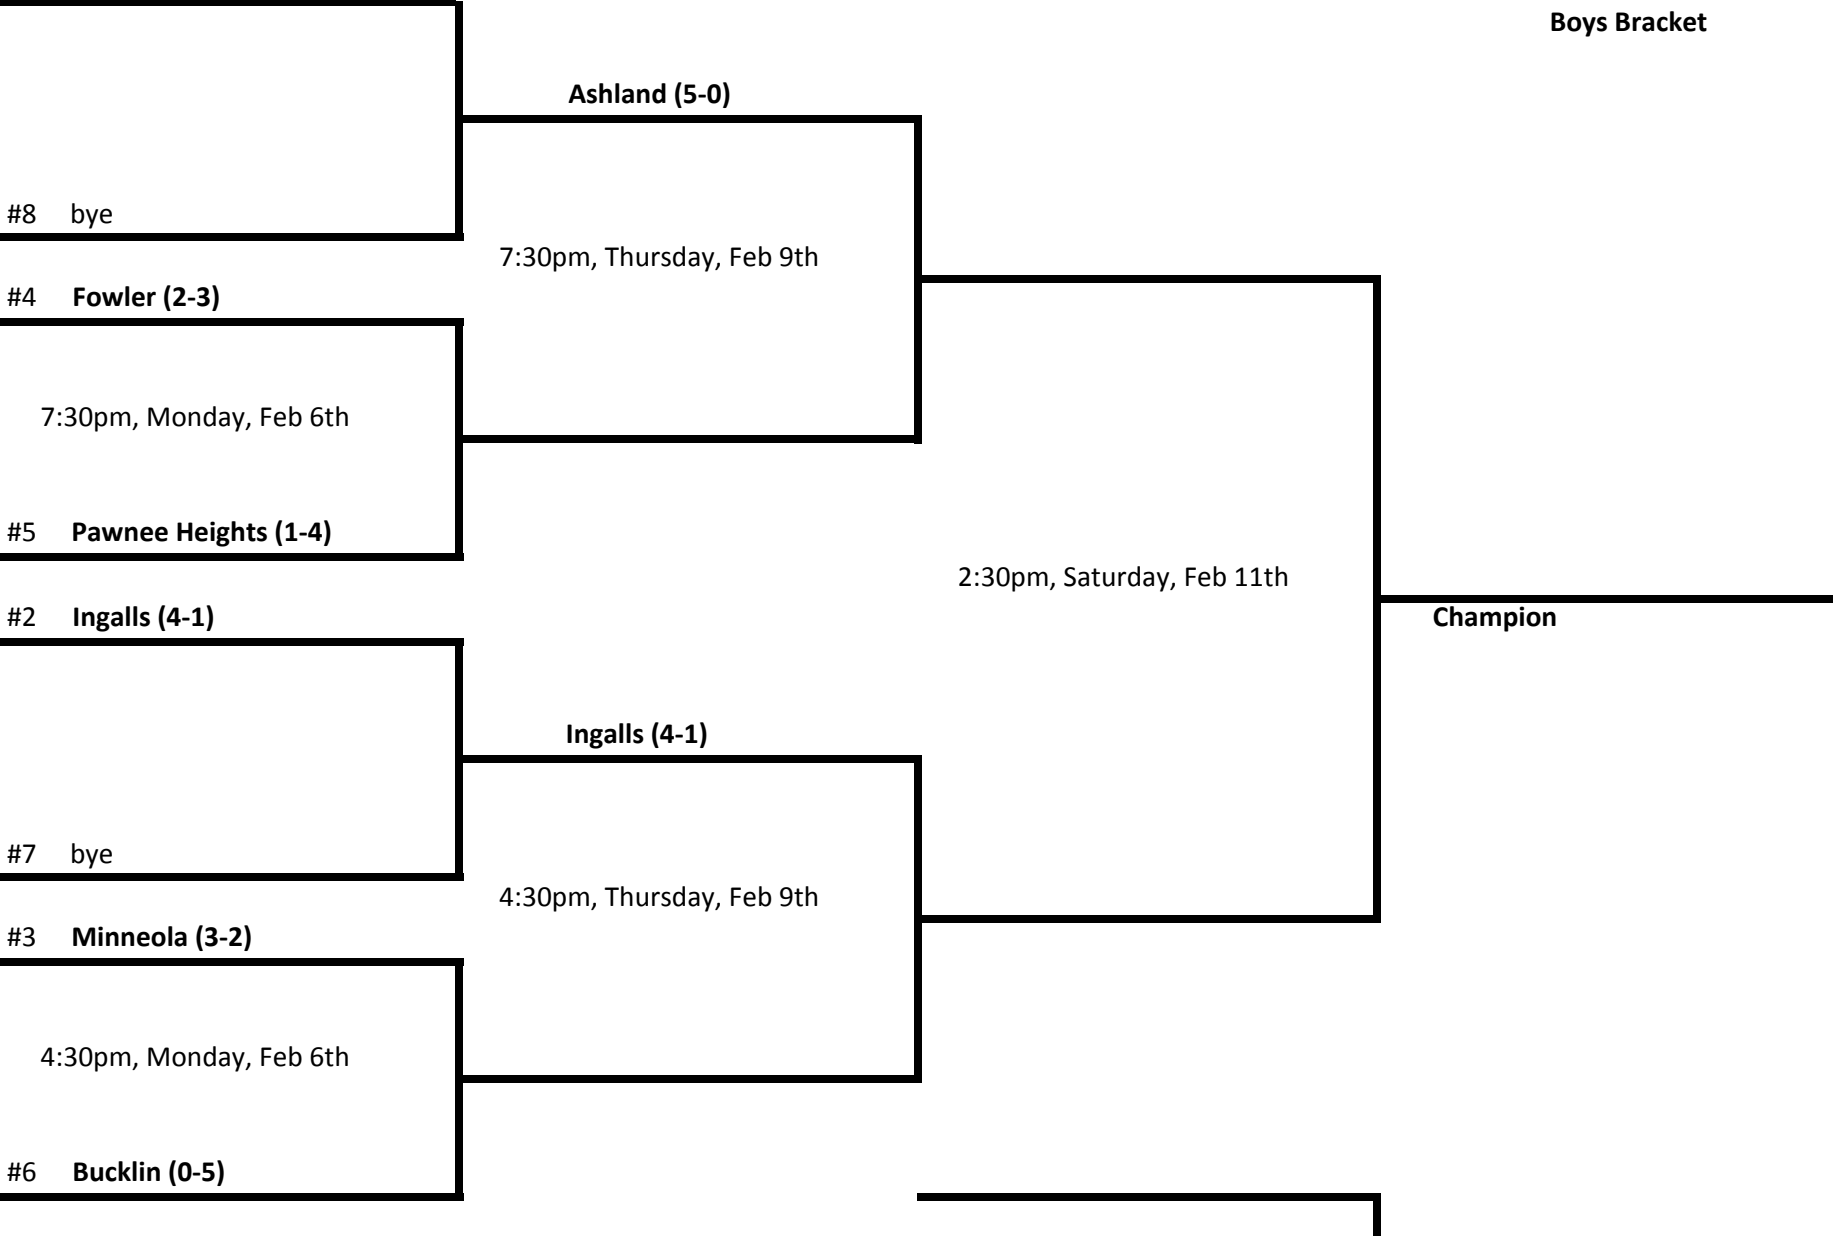 Boys Bracket
Ashland (5-0)
#8 bye
7:30pm, Thursday, Feb 9th
#4 Fowler (2-3)
7:30pm, Monday, Feb 6th
#5 Pawnee Heights (1-4)
2:30pm, Saturday, Feb 11th
#2 Ingalls (4-1)
Champion
Ingalls (4-1)
#7 bye
4:30pm, Thursday, Feb 9th
#3 Minneola (3-2)
4:30pm, Monday, Feb 6th
#6 Bucklin (0-5)